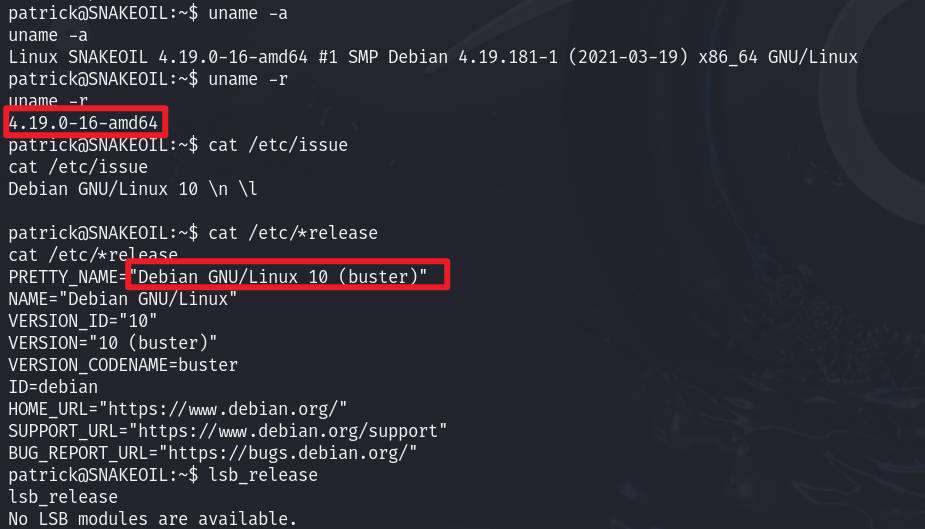 patrick@SNAKEOIL:~$ uname -a
uname -a
Linux SNAKEOIL 4.19.0-16-amd64 #1 SMP Debian 4.19.181-1 (2021-03-19) x86_64 GNU/Linux
patrick@SNAKEOIL:~$ uname -r
uname -r
4.19.0-16-amd64
patrick@SNAKEOIL:~$ cat /etc/issue
cat /etc/issue
Debian GNU/Linux 10 \n \l
patrick@SNAKEOIL:~$ cat /etc/*release
cat /etc/*release
PRETTY_NAME="Debian GNU/Linux 10 (buster)"
NAME="Debian GNU/Linux"
VERSION_ID="10"
VERSION="10 (buster)"
VERSION_CODENAME=buster
ID=debian
HOME_URL="https://www.debian.org/"
SUPPORT_URL="https://www.debian.org/support"
BUG_REPORT_URL="https://bugs.debian.org/"
patrick@SNAKEOIL:~$ lsb_release
lsb_release
No LSB modules are available.